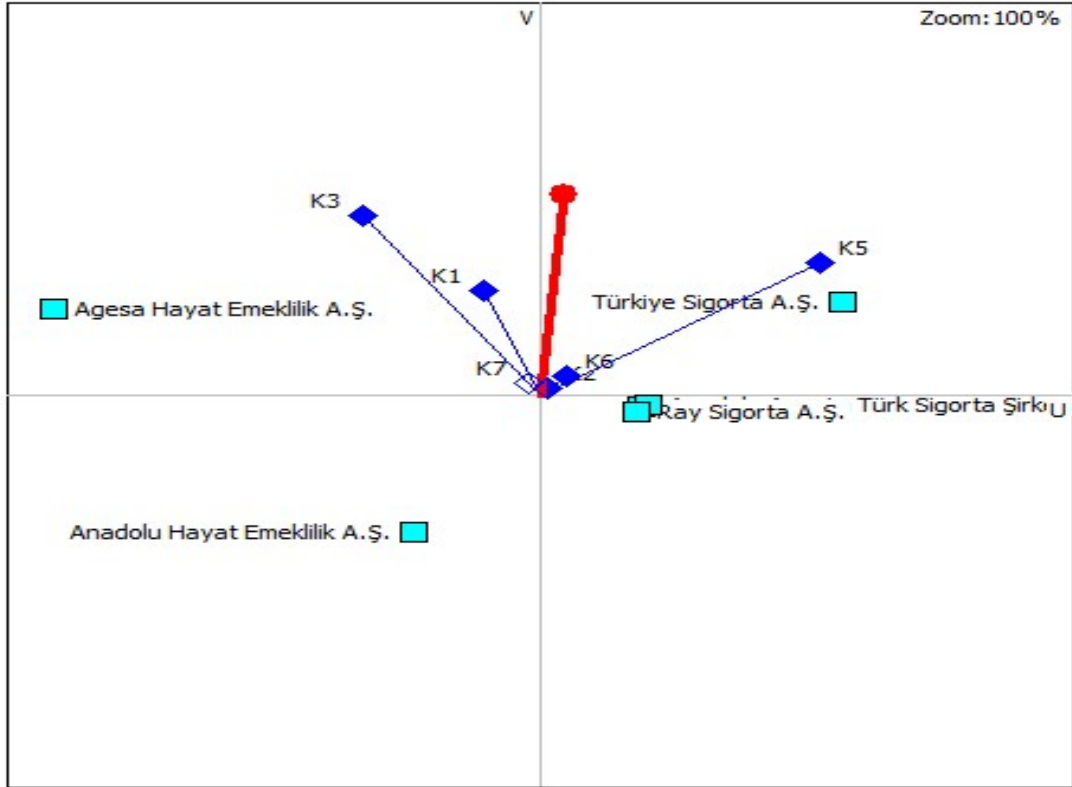 V
Zoom:100%
K3
K5
K1
Agesa Hayat Emeklilik A.Ş.
Türkiye Sigorta A.Ş.
K7
K6
Türk Sigorta
U
Ray Sigorta A.Ş.
Anadolu Hayat Emeklilik A.Ş.